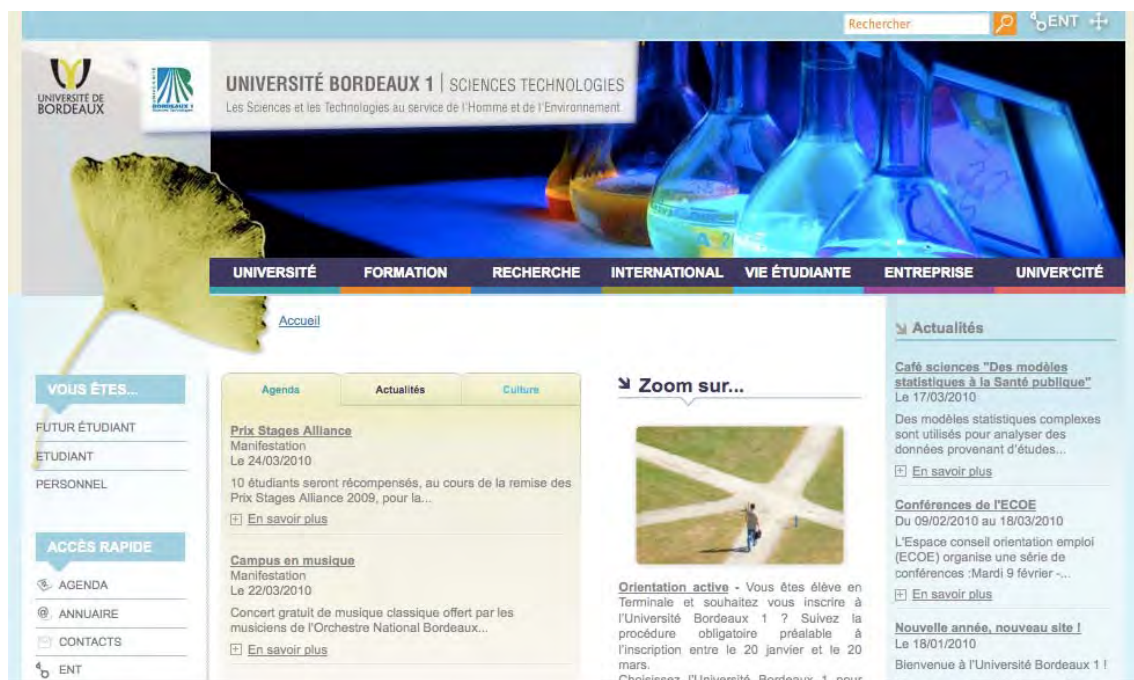 Rechercher
ENT
UNIVERSITÉ DE
BORDEAUX
BORDEAUX 1
UNIVERSITÉ BORDEAUX 1 | SCIENCES TECHNOLOGIES
Les Sciences et les Technologies au service de l'Homme et de l'Environnement.
UNIVERSITÉ FORMATION RECHERCHE INTERNATIONAL VIE ÉTUDIANTE ENTREPRISE UNIVER'CITÉ
Accueil
VOUS ÊTES...
FUTUR ÉTUDIANT
ETUDIANT
PERSONNEL
ACCÈS RAPIDE
AGENDA
@ ANNUAIRE
CONTACTS
ENT
Agenda Actualités Culture
Prix Stages Alliance
Manifestation
Le 24/03/2010
10 étudiants seront récompensés, au cours de la remise des
Prix Stages Alliance 2009, pour la...
En savoir plus
Campus en musique
Manifestation
Le 22/03/2010
Concert gratuit de musique classique offert par les
musiciens de l'Orchestre National Bordeaux...
En savoir plus
Zoom sur...
Orientation active - Vous êtes élève en
Terminale et souhaitez vous inscrire à
l'Université Bordeaux 1 ? Suivez la
procédure obligatoire préalable à
l'inscription entre le 20 janvier et le 20
mars.
Choisissez l'Université Bordeaux 1 pour
Actualités
Café sciences "Des modèles
statistiques à la Santé publique"
Le 17/03/2010
Des modèles statistiques complexes
sont utilisés pour analyser des
données provenant d'études...
En savoir plus
Conférences de l'ECOE
Du 09/02/2010 au 18/03/2010
L'Espace conseil orientation emploi
(ECOE) organise une série de
conférences :Mardi 9 février -...
En savoir plus
Nouvelle année, nouveau site !
Le 18/01/2010
Bienvenue à l'Université Bordeaux 1 !